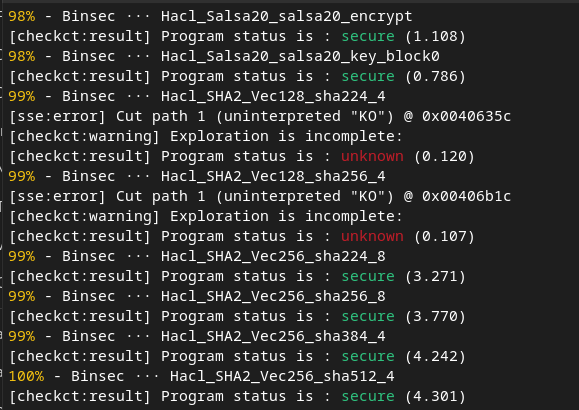 98% - Binsec ··· Hacl_Salsa20_salsa20_encrypt
[checkct:result] Program status is : secure (1.108)
98% - Binsec ··· Hacl_Salsa20_salsa20_key_block0
[checkct:result] Program status is : secure (0.786)
99% - Binsec ··· Hacl_SHA2_Vec128_sha224_4
[sse:error] Cut path 1 (uninterpreted "KO") @ 0x0040635c
[checkct:warning] Exploration is incomplete:
[checkct:result] Program status is : unknown (0.120)
99% - Binsec ··· Hacl_SHA2_Vec128_sha256_4
[sse:error] Cut path 1 (uninterpreted "KO") @ 0x00406b1c
[checkct:warning] Exploration is incomplete:
[checkct:result] Program status is : unknown (0.107)
99% - Binsec ··· Hacl_SHA2_Vec256_sha224_8
[checkct:result] Program status is : secure (3.271)
99% - Binsec ··· Hacl_SHA2_Vec256_sha256_8
[checkct:result] Program status is : secure (3.770)
99% - Binsec ··· Hacl_SHA2_Vec256_sha384_4
[checkct:result] Program status is : secure (4.242)
100% - Binsec ··· Hacl_SHA2_Vec256_sha512_4
[checkct:result] Program status is : secure (4.301)